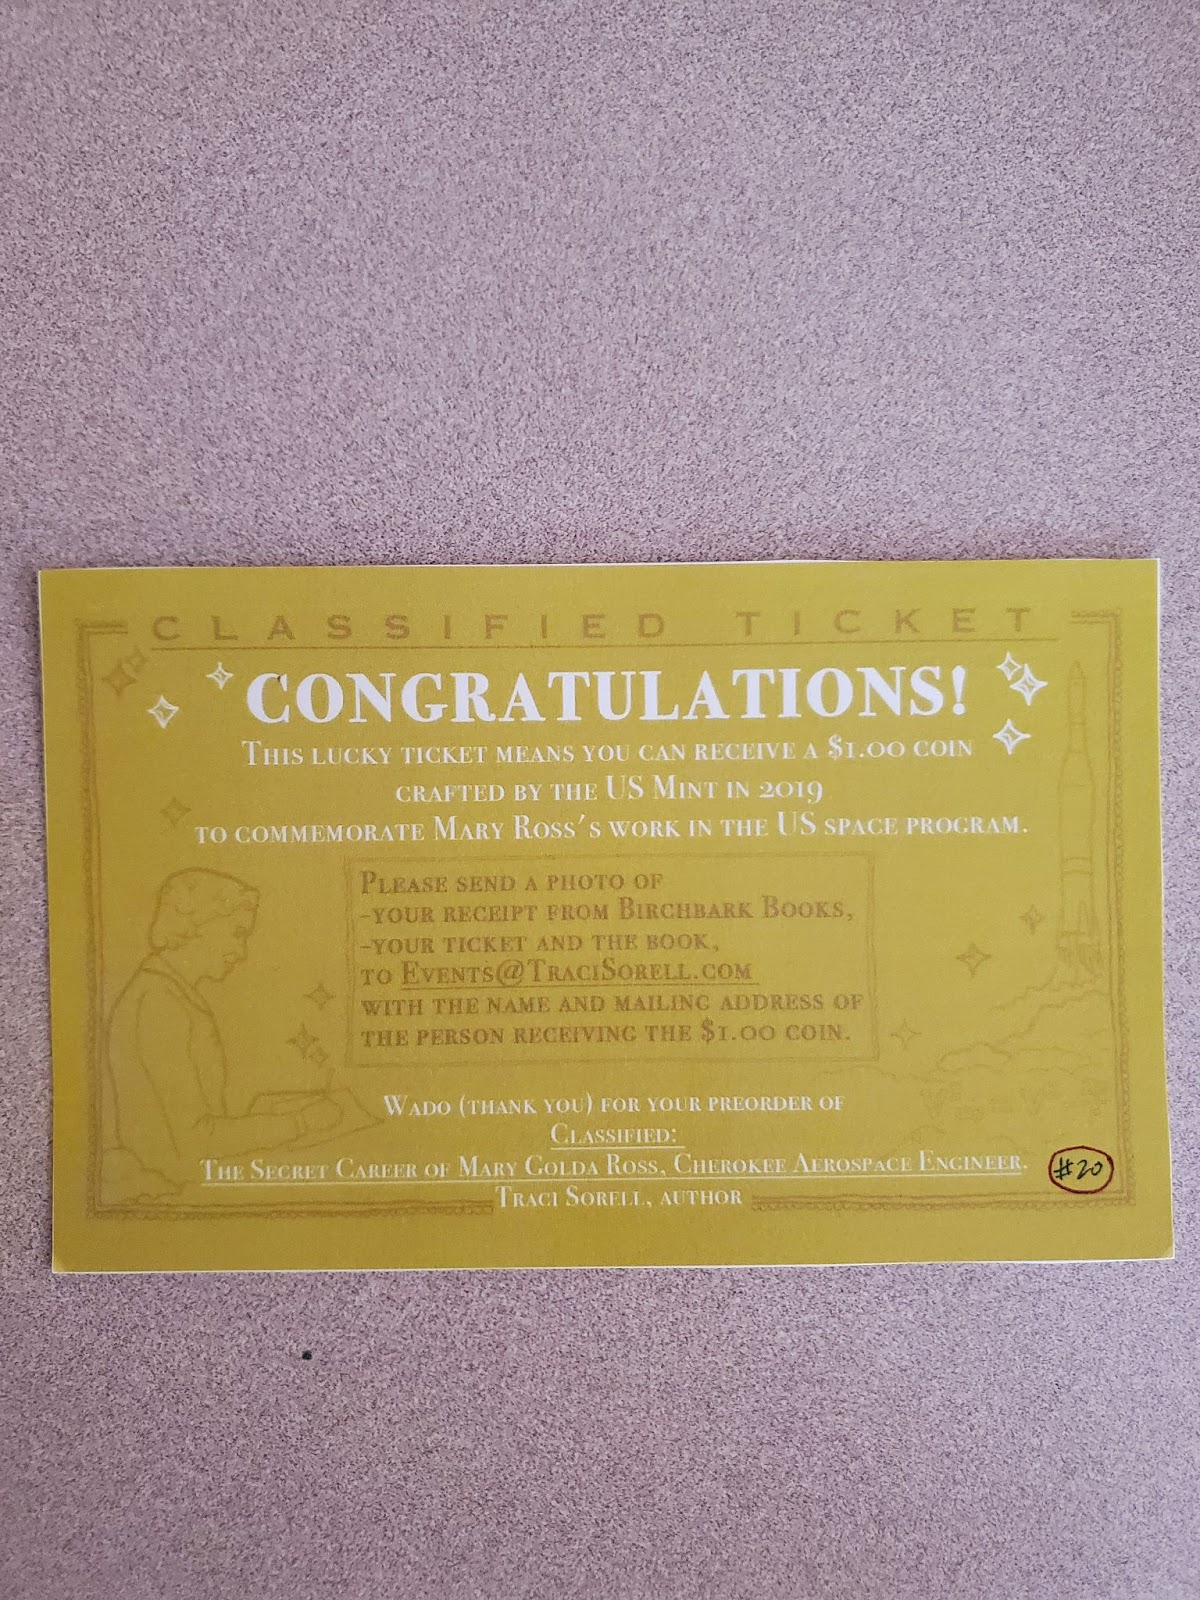 CLASSIFIED TICKET
CONGRATULATIONS!
THIS LUCKY TICKET MEANS YOU CAN RECEIVE A $1.00 COIN
CRAFTED BY THE US MINT IN 2019
TO COMMEMORATE MARY ROSS'S WORK IN THE US SPACE PROGRAM.
PLEASE SEND A PHOTO OF
-YOUR RECEIPT FROM BIRCHBARK BOOKS,
-YOUR TICKET AND THE BOOK,
TO EVENTS@TRACISORELL.COM
WITH THE NAME AND MAILING ADDRESS OF
THE PERSON RECEIVING THE $1.00 COIN.
WADO (THANK YOU) FOR YOUR PREORDER OF
CLASSIFIED:
THE SECRET CAREER OF MARY GOLDA ROSS, CHEROKEE AEROSPACE ENGINEER.
TRACI SORELL, AUTHOR
#20